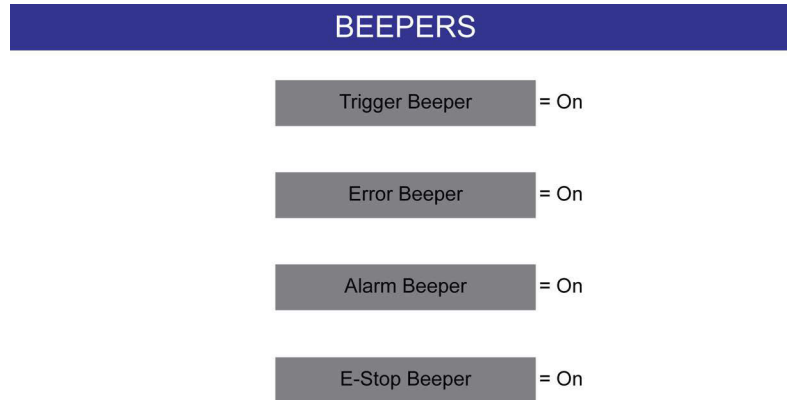 BEEPERS
Trigger Beeper = On
Error Beeper = On
Alarm Beeper = On
E-Stop Beeper = On